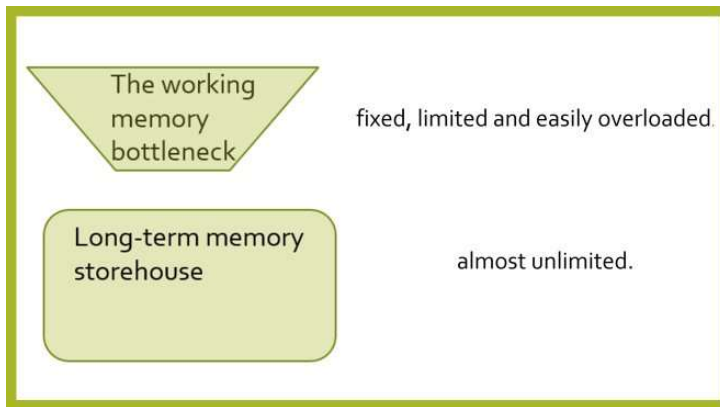 The working
memory
bottleneck
fixed, limited and easily overloaded.
Long-term memory
storehouse
almost unlimited.